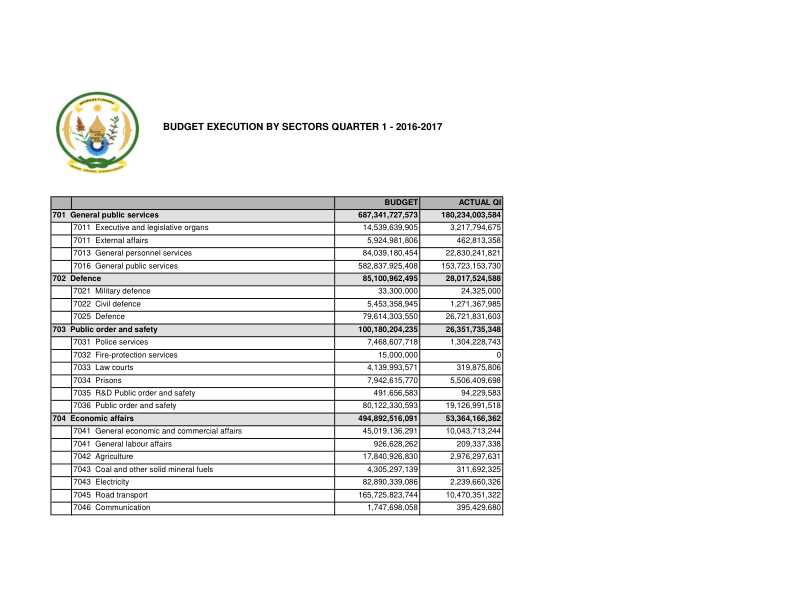 BUDGET EXECUTION BY SECTORS QUARTER 1 - 2016-2017
BUDGET ACTUAL QI
701 General public services 687,341,727,573 180,234,003,584
7011 Executive and legislative organs 14,539,639,905 3,217,794,675
7011 External affairs 5,924,981,806 462,813,358
7013 General personnel services 84,039,180,454 22,830,241,821
7016 General public services 582,837,925,408 153,723,153,730
702 Defence 85,100,962,495 28,017,524,588
7021 Military defence 33,300,000 24,325,000
7022 Civil defence 5,453,358,945 1,271,367,985
7025 Defence 79,614,303,550 26,721,831,603
703 Public order and safety 100,180,204,235 26,351,735,348
7031 Police services 7,468,607,718 1,304,228,743
7032 Fire-protection services 15,000,000 0
7033 Law courts 4,139,993,571 319,875,806
7034 Prisons 7,942,615,770 5,506,409,698
7035 R&D Public order and safety 491,656,583 94,229,583
7036 Public order and safety 80,122,330,593 19,126,991,518
704 Economic affairs 494,892,516,091 53,364,166,362
7041 General economic and commercial affairs 45,019,136,291 10,043,713,244
7041 General labour affairs 926,628,262 209,337,338
7042 Agriculture 17,840,926,830 2,976,297,631
7043 Coal and other solid mineral fuels 4,305,297,139 311,692,325
7043 Electricity 82,890,339,086 2,239,660,326
7045 Road transport 165,725,823,744 10,470,351,322
7046 Communication 1,747,698,058 395,429,680